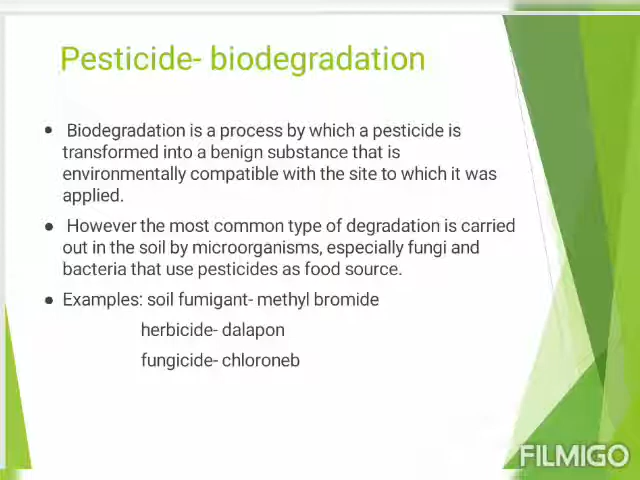 Pesticide- biodegradation
• Biodegradation is a process by which a pesticide is
transformed into a benign substance that is
environmentally compatible with the site to which it was
applied.
• However the most common type of degradation is carried
out in the soil by microorganisms, especially fungi and
bacteria that use pesticides as food source.
• Examples: soil fumigant- methyl bromide
herbicide- dalapon
fungicide- chloroneb
FILMIGO